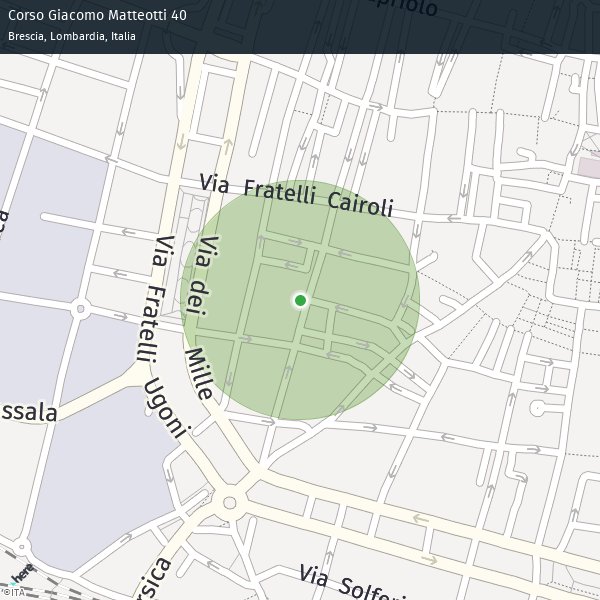 Corso Giacomo Matteotti 40
Brescia, Lombardia, Italia
Via Fratelli Cairoli
Via dei Mille
Via Fratelli Ugoni
ssala
Via Solferi
rsica
here
©ITA